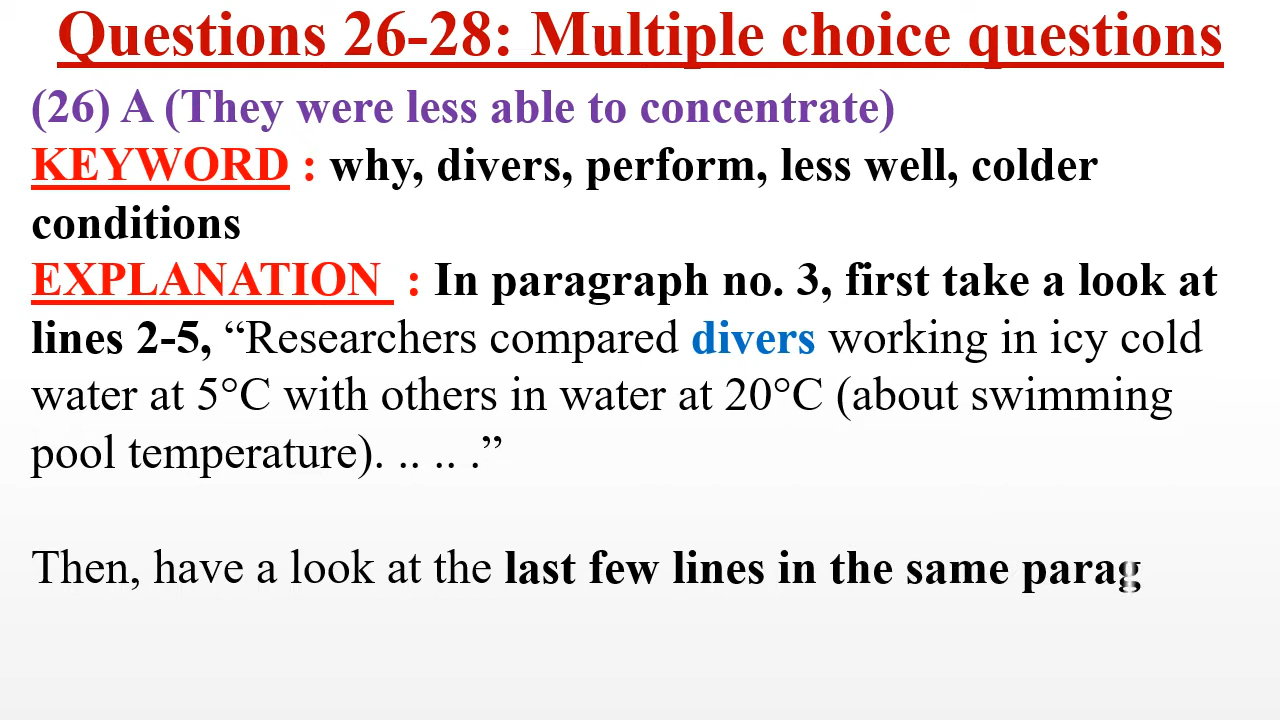 Questions 26-28: Multiple choice questions
(26) A (They were less able to concentrate)
KEYWORD : why, divers, perform, less well, colder
conditions
EXPLANATION : In paragraph no. 3, first take a look at
lines 2-5, “Researchers compared divers working in icy cold
water at 5°C with others in water at 20°C (about swimming
pool temperature). .. .. .”
Then, have a look at the last few lines in the same parag